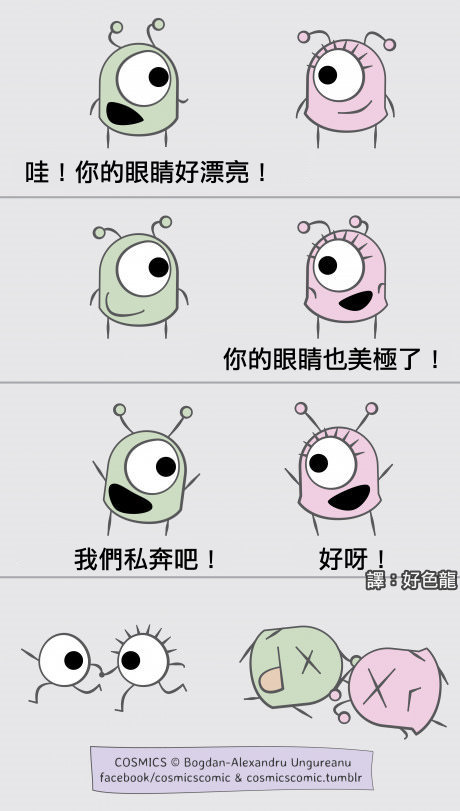 哇！你的眼睛好漂亮！
你的眼睛也美極了！
我們私奔吧！
好呀！
譯：好色龍
COSMICS © Bogdan-Alexandru Ungureanu
facebook/cosmicscomic & cosmicscomic.tumblr